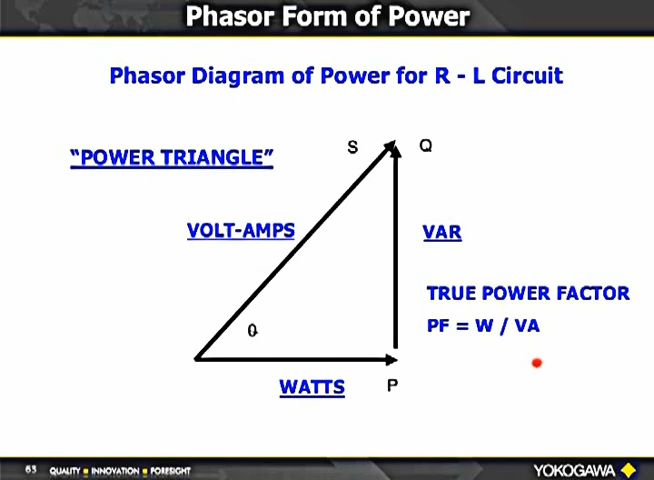 Phasor Form of Power
Phasor Diagram of Power for R - L Circuit
"POWER TRIANGLE"
S
Q
VOLT-AMPS
VAR
TRUE POWER FACTOR
PF = W / VA
θ
WATTS
P
63 QUALITY INNOVATION FORESIGHT
YOKOGAWA